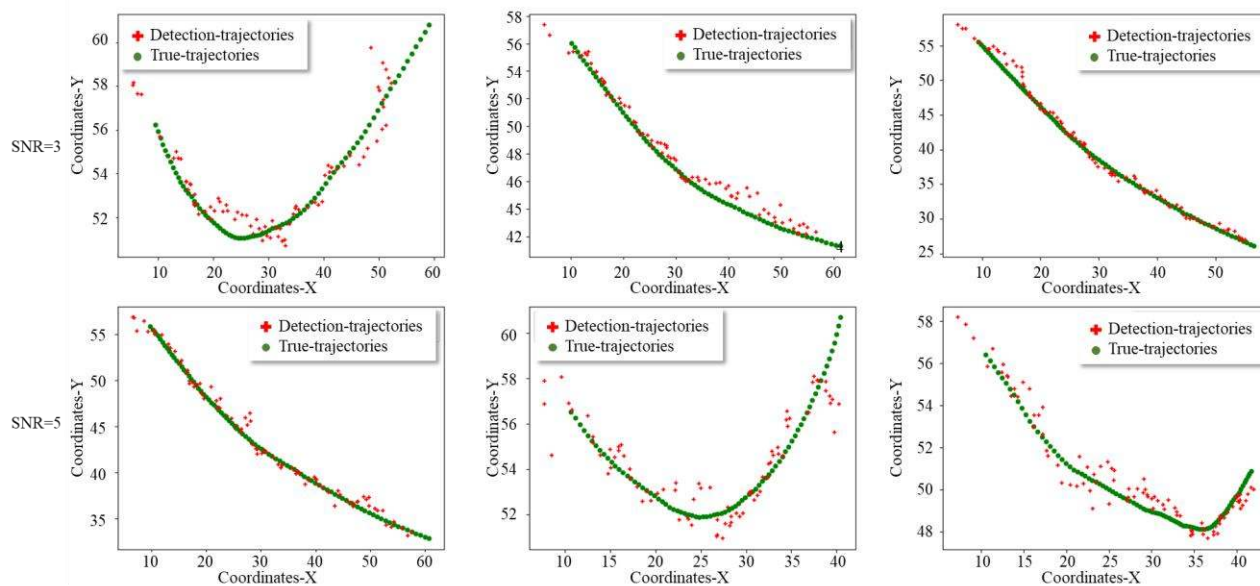 SNR=3
Coordinates-Y
60
58
56
54
52
Detection-trajectories
True-trajectories
10
20
30
40
50
60
Coordinates-X
Coordinates-Y
58
56
54
52
50
48
46
44
42
Detection-trajectories
True-trajectories
4
10
20
30
40
50
60
Coordinates-X
Coordinates-Y
55
50
45
40
35
30
25
Detection-trajectories
True-trajectories
10
20
30
40
50
Coordinates-X
SNR=5
Coordinates-Y
55
50
45
40
35
Detection-trajectories
True-trajectories
10
20
30
40
50
60
Coordinates-X
Coordinates-Y
60
58
56
54
52
Detection-trajectories
True-trajectories
10
15
20
25
30
35
40
Coordinates-X
Coordinates-Y
58
56
54
52
50
48
Detection-trajectories
True-trajectories
10
15
20
25
30
35
40
Coordinates-X